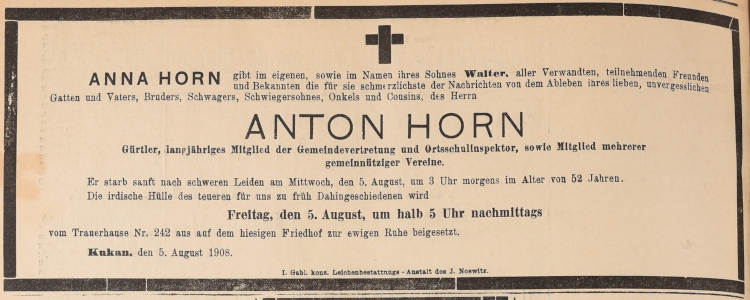 ANNA HORN gibt im eigenen, sowie im Namen ihres Sohnes Walter, aller Verwandten, teilnehmenden Freunden
und Bekannten die für sie schmerzlichste der Nachrichten von dem Ableben ihres lieben, unvergesslichen
Gatten und Vaters, Bruders, Schwagers, Schwiegersohnes, Onkels und Cousins, des Herrn
ANTON HORN
Gürtler, langjähriges Mitglied der Gemeindevertretung und Ortsschulinspektor, sowie Mitglied mehrerer
gemeinnütziger Vereine.
Er starb sanft nach schweren Leiden am Mittwoch, den 5. August, um 3 Uhr morgens im Alter von 52 Jahren.
Die irdische Hülle des teueren für uns zu früh Dahingeschiedenen wird
Freitag, den 5. August, um halb 5 Uhr nachmittags
vom Trauerhause Nr. 242 aus auf dem hiesigen Friedhof zur ewigen Ruhe beigesetzt.
Kukan, den 5. August 1908.
I. Gabl. konz. Leichenbestattungs-Anstalt des J. Noswitz.